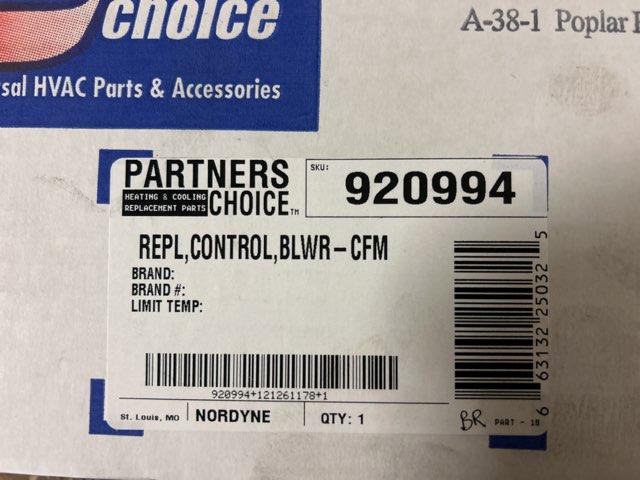 choice
A-38-1 Poplar
sal HVAC Parts & Accessories
PARTNERS
HEATING & COOLING
REPLACEMENT PARTS
CHOICE™
SKU:
920994
REPL,CONTROL,BLWR-CFM
BRAND:
BRAND #:
LIMIT TEMP:
920994+121261178+1
6 63132 25032 5
St. Louis, MO
NORDYNE
QTY: 1
BR
PART - 18